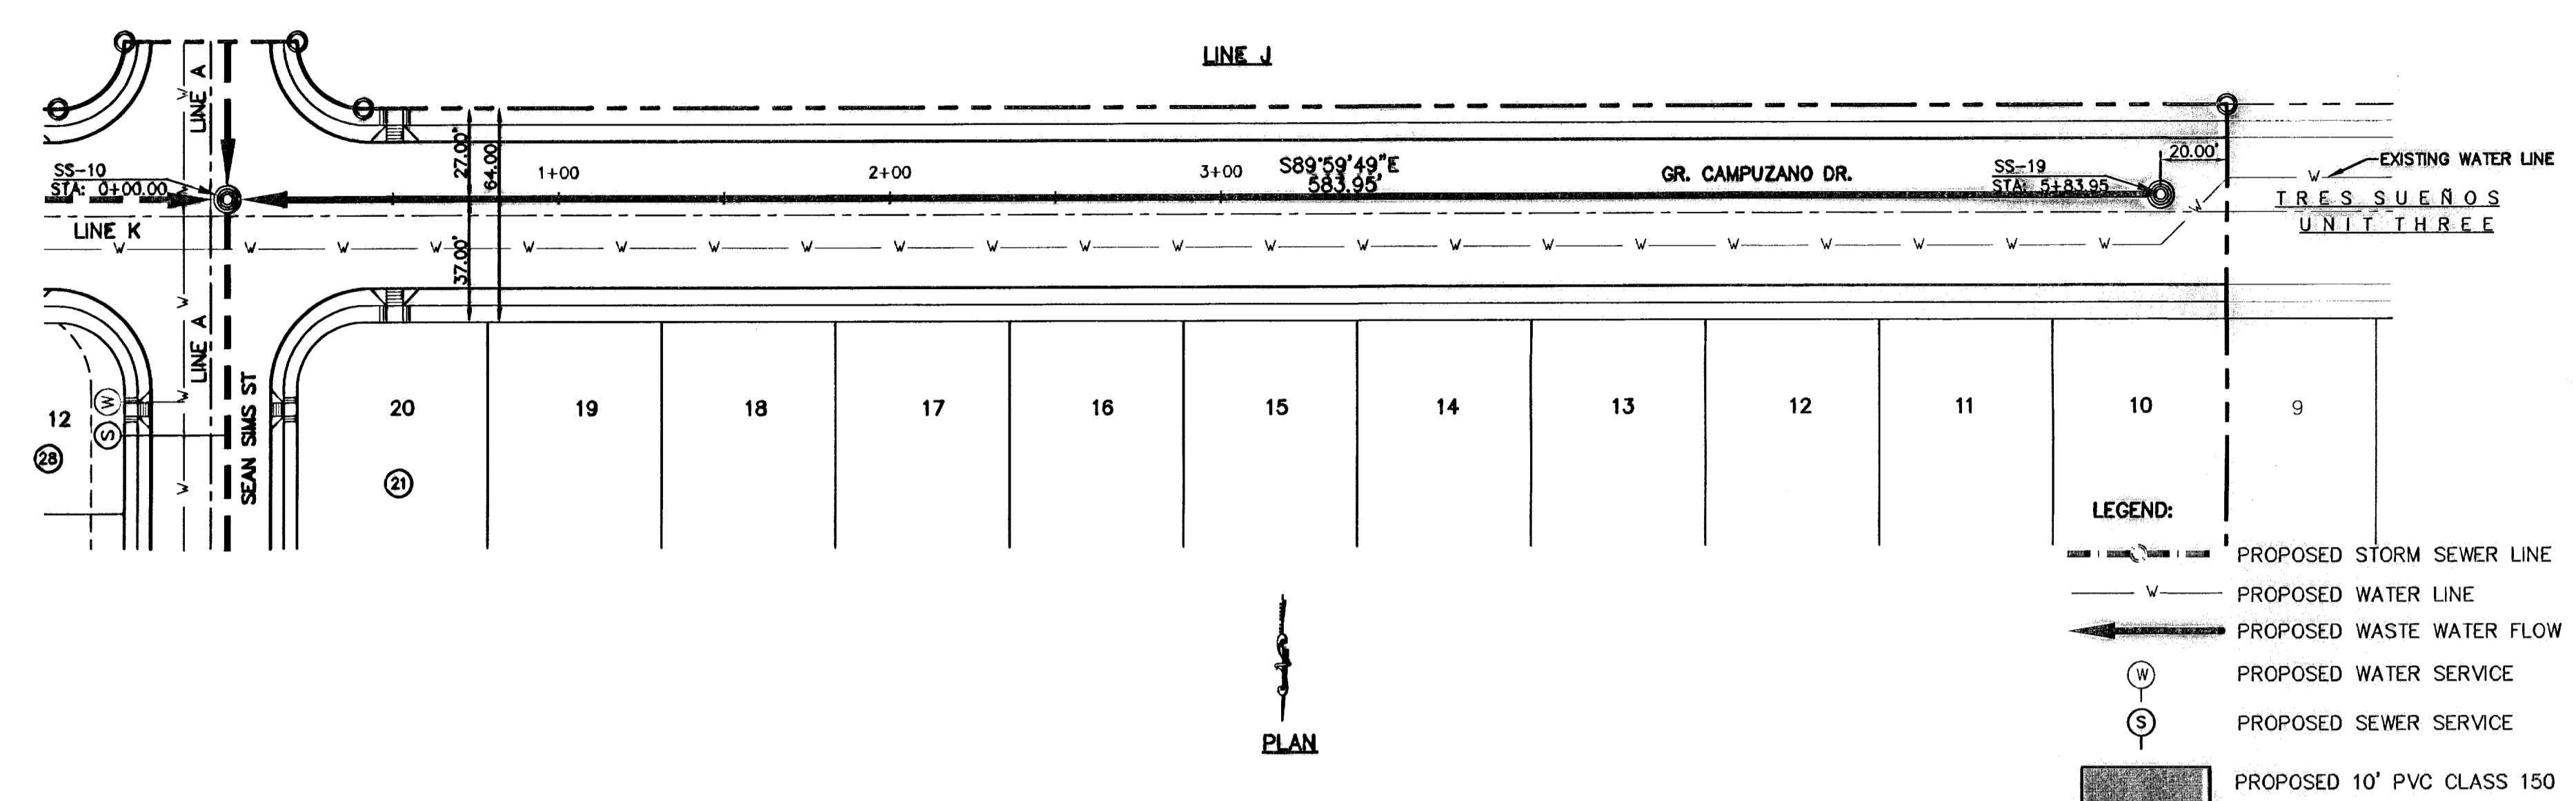 LINE J
LINE A
27.00'
64.00
SS-10
STA: 0+00.00
1+00
2+00
3+00
S89°59'49"E
583.95'
GR. CAMPUZANO DR.
SS-19
STA: 5+83.95
20.00'
W EXISTING WATER LINE
TRES SUEÑOS
UNIT THREE
LINE K
W W W W W W W W W W W W W W W W W W W W W W
37.00'
LINE A
SEAN SIMS ST
W
W
W
W
W
12
W
S
28
20
19
18
17
16
15
14
13
12
11
10
9
21
LEGEND:
PROPOSED STORM SEWER LINE
W PROPOSED WATER LINE
PROPOSED WASTE WATER FLOW
W PROPOSED WATER SERVICE
S PROPOSED SEWER SERVICE
PROPOSED 10' PVC CLASS 150
PLAN